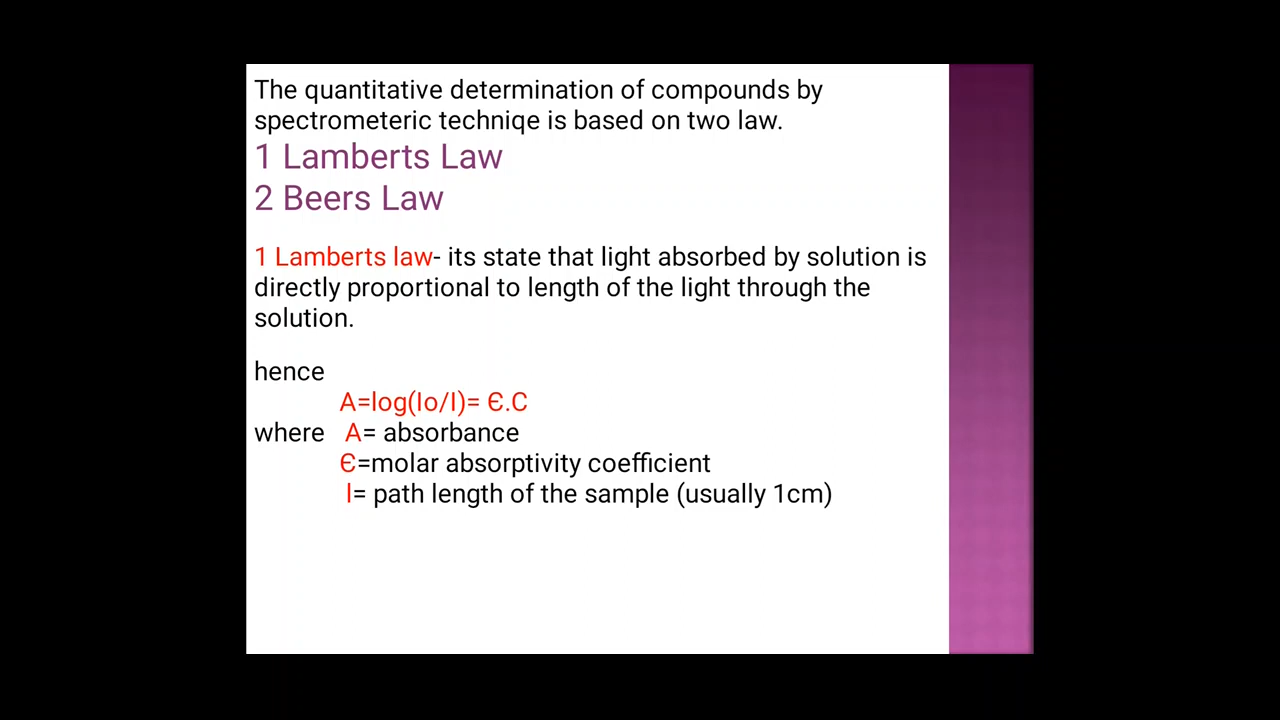 The quantitative determination of compounds by
spectrometeric techniqe is based on two law.
1 Lamberts Law
2 Beers Law
1 Lamberts law- its state that light absorbed by solution is
directly proportional to length of the light through the
solution.
hence
A=log(Io/I)= Є.C
where A= absorbance
Є=molar absorptivity coefficient
l= path length of the sample (usually 1cm)